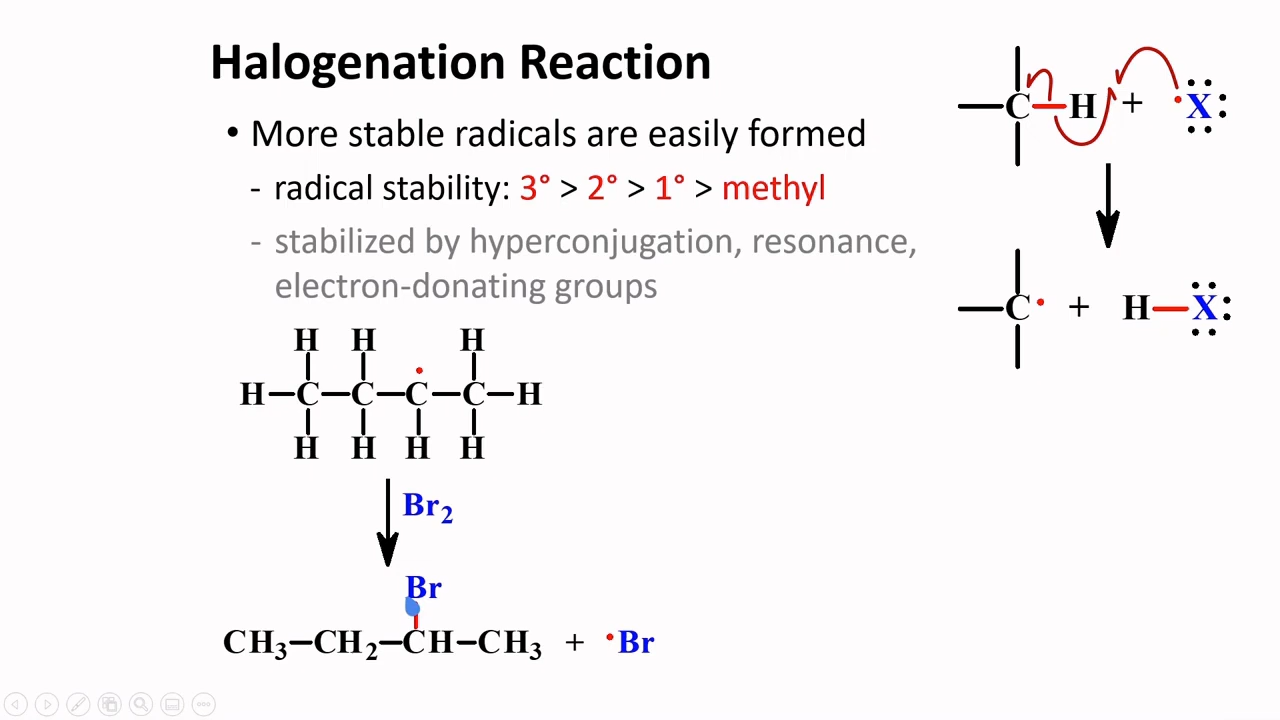 Halogenation Reaction
• More stable radicals are easily formed
- radical stability: 3° > 2° > 1° > methyl
- stabilized by hyperconjugation, resonance,
electron-donating groups
C—H + ·X
C· + H—X
H H H
H—C—C—C—C—H
H H H H
Br₂
Br
CH₃—CH₂—CH—CH₃ + ·Br